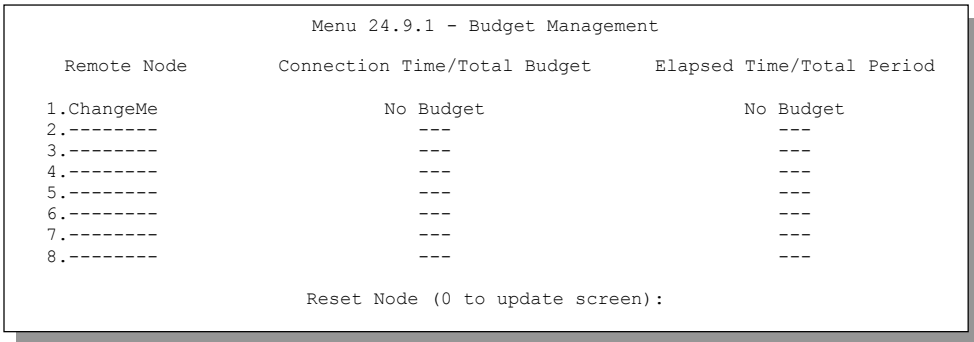 Menu 24.9.1 - Budget Management
Remote Node Connection Time/Total Budget Elapsed Time/Total Period
1.ChangeMe No Budget No Budget
2.-------- --- ---
3.-------- --- ---
4.-------- --- ---
5.-------- --- ---
6.-------- --- ---
7.-------- --- ---
8.-------- --- ---
Reset Node (0 to update screen):